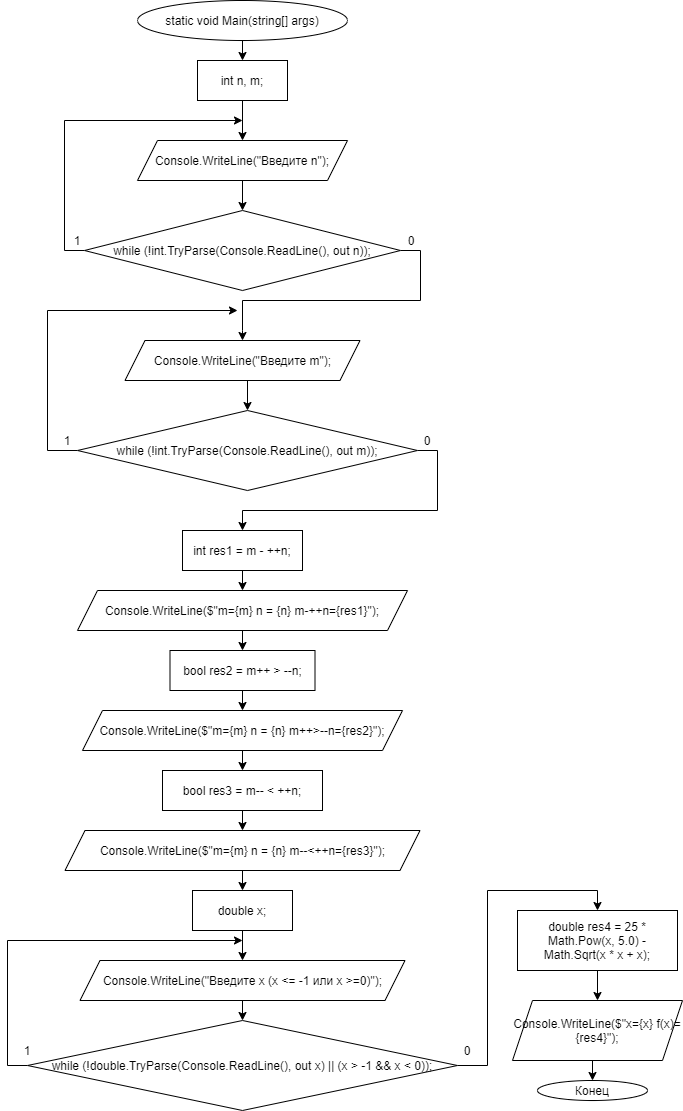 static void Main(string[] args)
int n, m;
Console.WriteLine("Введите n");
1
0
while (!int.TryParse(Console.ReadLine(), out n));
Console.WriteLine("Введите m");
1
0
while (!int.TryParse(Console.ReadLine(), out m));
int res1 = m - ++n;
Console.WriteLine($"m={m} n = {n} m-++n={res1}");
bool res2 = m++ > --n;
Console.WriteLine($"m={m} n = {n} m++>--n={res2}");
bool res3 = m-- < ++n;
Console.WriteLine($"m={m} n = {n} m--<++n={res3}");
double x;
Console.WriteLine("Введите x (x <= -1 или x >=0)");
1
0
while (!double.TryParse(Console.ReadLine(), out x) || (x > -1 && x < 0));
double res4 = 25 *
Math.Pow(x, 5.0) -
Math.Sqrt(x * x + x);
Console.WriteLine($"x={x} f(x)=
{res4}");
Конец